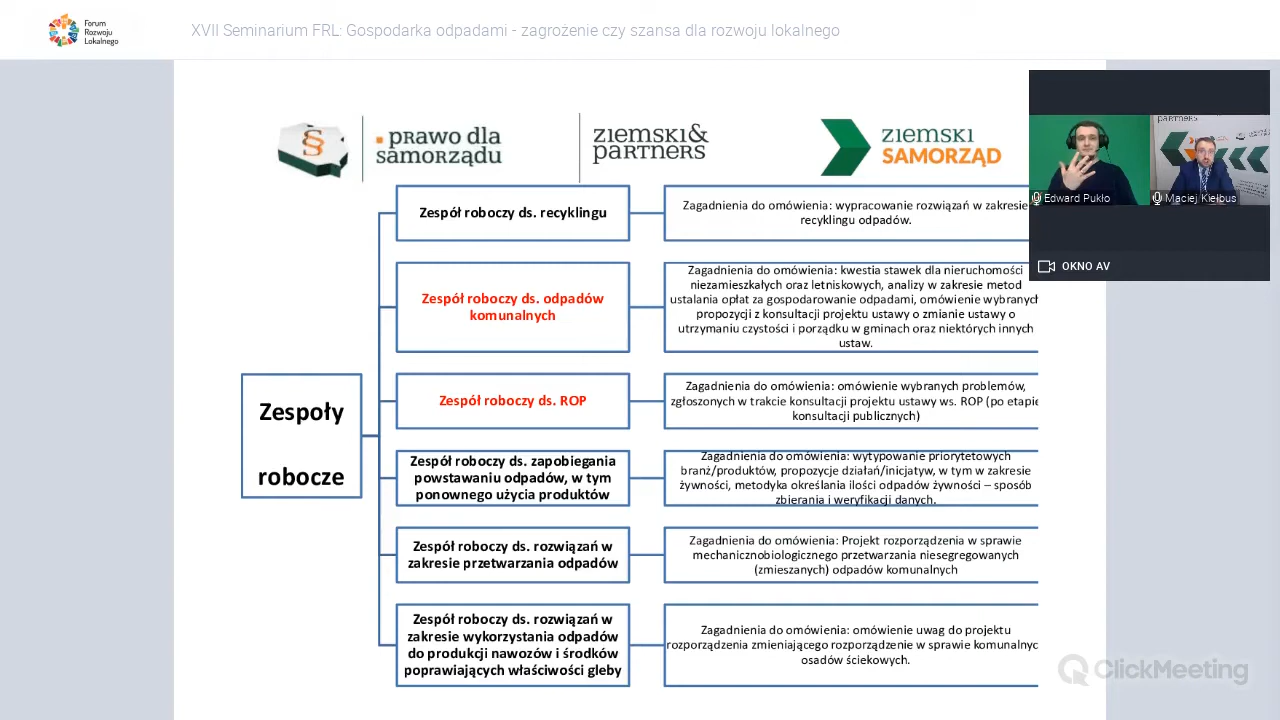 Forum
Rozwoju
Lokalnego
XVII Seminarium FRL: Gospodarka odpadami - zagrożenie czy szansa dla rozwoju lokalnego
PRAWO DLA
SAMORZĄDU
ZIEMSKI&
PARTNERS
ZIEMSKI
SAMORZĄD
PARTNERS.
Edward Pukło
Maciej Kiełbus
OKNO AV
Zespoły
robocze
Zespół roboczy ds. recyklingu
Zagadnienia do omówienia: wypracowanie rozwiązań w zakresie
recyklingu odpadów.
Zespół roboczy ds. odpadów
komunalnych
Zagadnienia do omówienia: kwestia stawek dla nieruchomości
niezamieszkałych oraz letniskowych, analizy w zakresie metod
ustalania opłat za gospodarowanie odpadami, omówienie wybranych
propozycji z konsultacji projektu ustawy o zmianie ustawy o
utrzymaniu czystości i porządku w gminach oraz niektórych innych
ustaw.
Zespół roboczy ds. ROP
Zagadnienia do omówienia: omówienie wybranych problemów,
zgłoszonych w trakcie konsultacji projektu ustawy ws. ROP (po etapie
konsultacji publicznych)
Zespół roboczy ds. zapobiegania
powstawaniu odpadów, w tym
ponownego użycia produktów
Zagadnienia do omówienia: wytypowanie priorytetowych
branż/produktów, propozycje działań/inicjatyw, w tym w zakresie
żywności, metodyka określania ilości odpadów żywności – sposób
zbierania i weryfikacji danych.
Zespół roboczy ds. rozwiązań w
zakresie przetwarzania odpadów
Zagadnienia do omówienia: Projekt rozporządzenia w sprawie
mechanicznobiologicznego przetwarzania niesegregowanych
(zmieszanych) odpadów komunalnych
Zespół roboczy ds. rozwiązań w
zakresie wykorzystania odpadów
do produkcji nawozów i środków
poprawiających właściwości gleby
Zagadnienia do omówienia: omówienie uwag do projektu
rozporządzenia zmieniającego rozporządzenie w sprawie komunalnyc
osadów ściekowych.
ClickMeeting